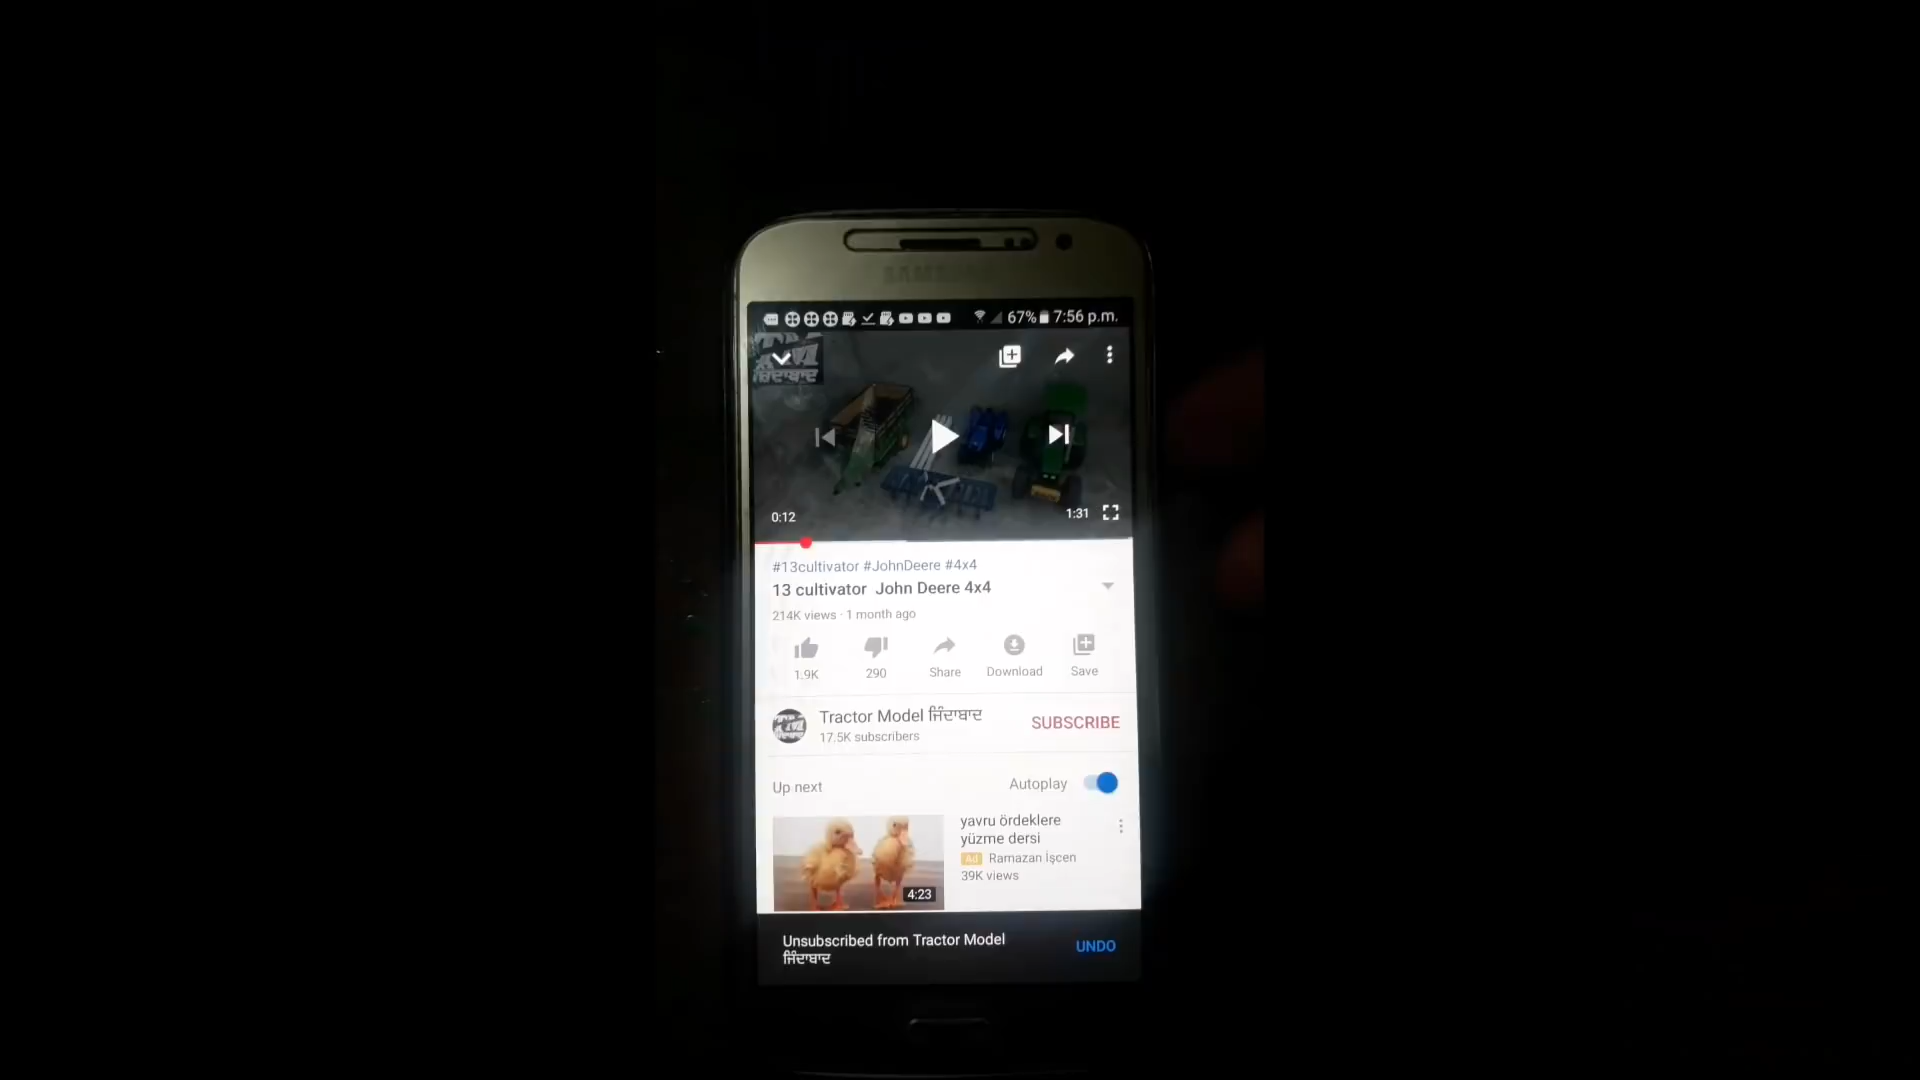 SAMSUNG
67% 7:56 p.m.
TM
ਜ਼ਿੰਦਾਬਾਦ
0:12
1:31
#13cultivator #JohnDeere #4x4
13 cultivator John Deere 4x4
214K views · 1 month ago
1.9K
290
Share
Download
Save
Tractor Model ਜ਼ਿੰਦਾਬਾਦ
17.5K subscribers
SUBSCRIBE
Up next
Autoplay
yavru ördeklere
yüzme dersi
Ad Ramazan İşcen
39K views
4:23
Unsubscribed from Tractor Model
ਜ਼ਿੰਦਾਬਾਦ
UNDO